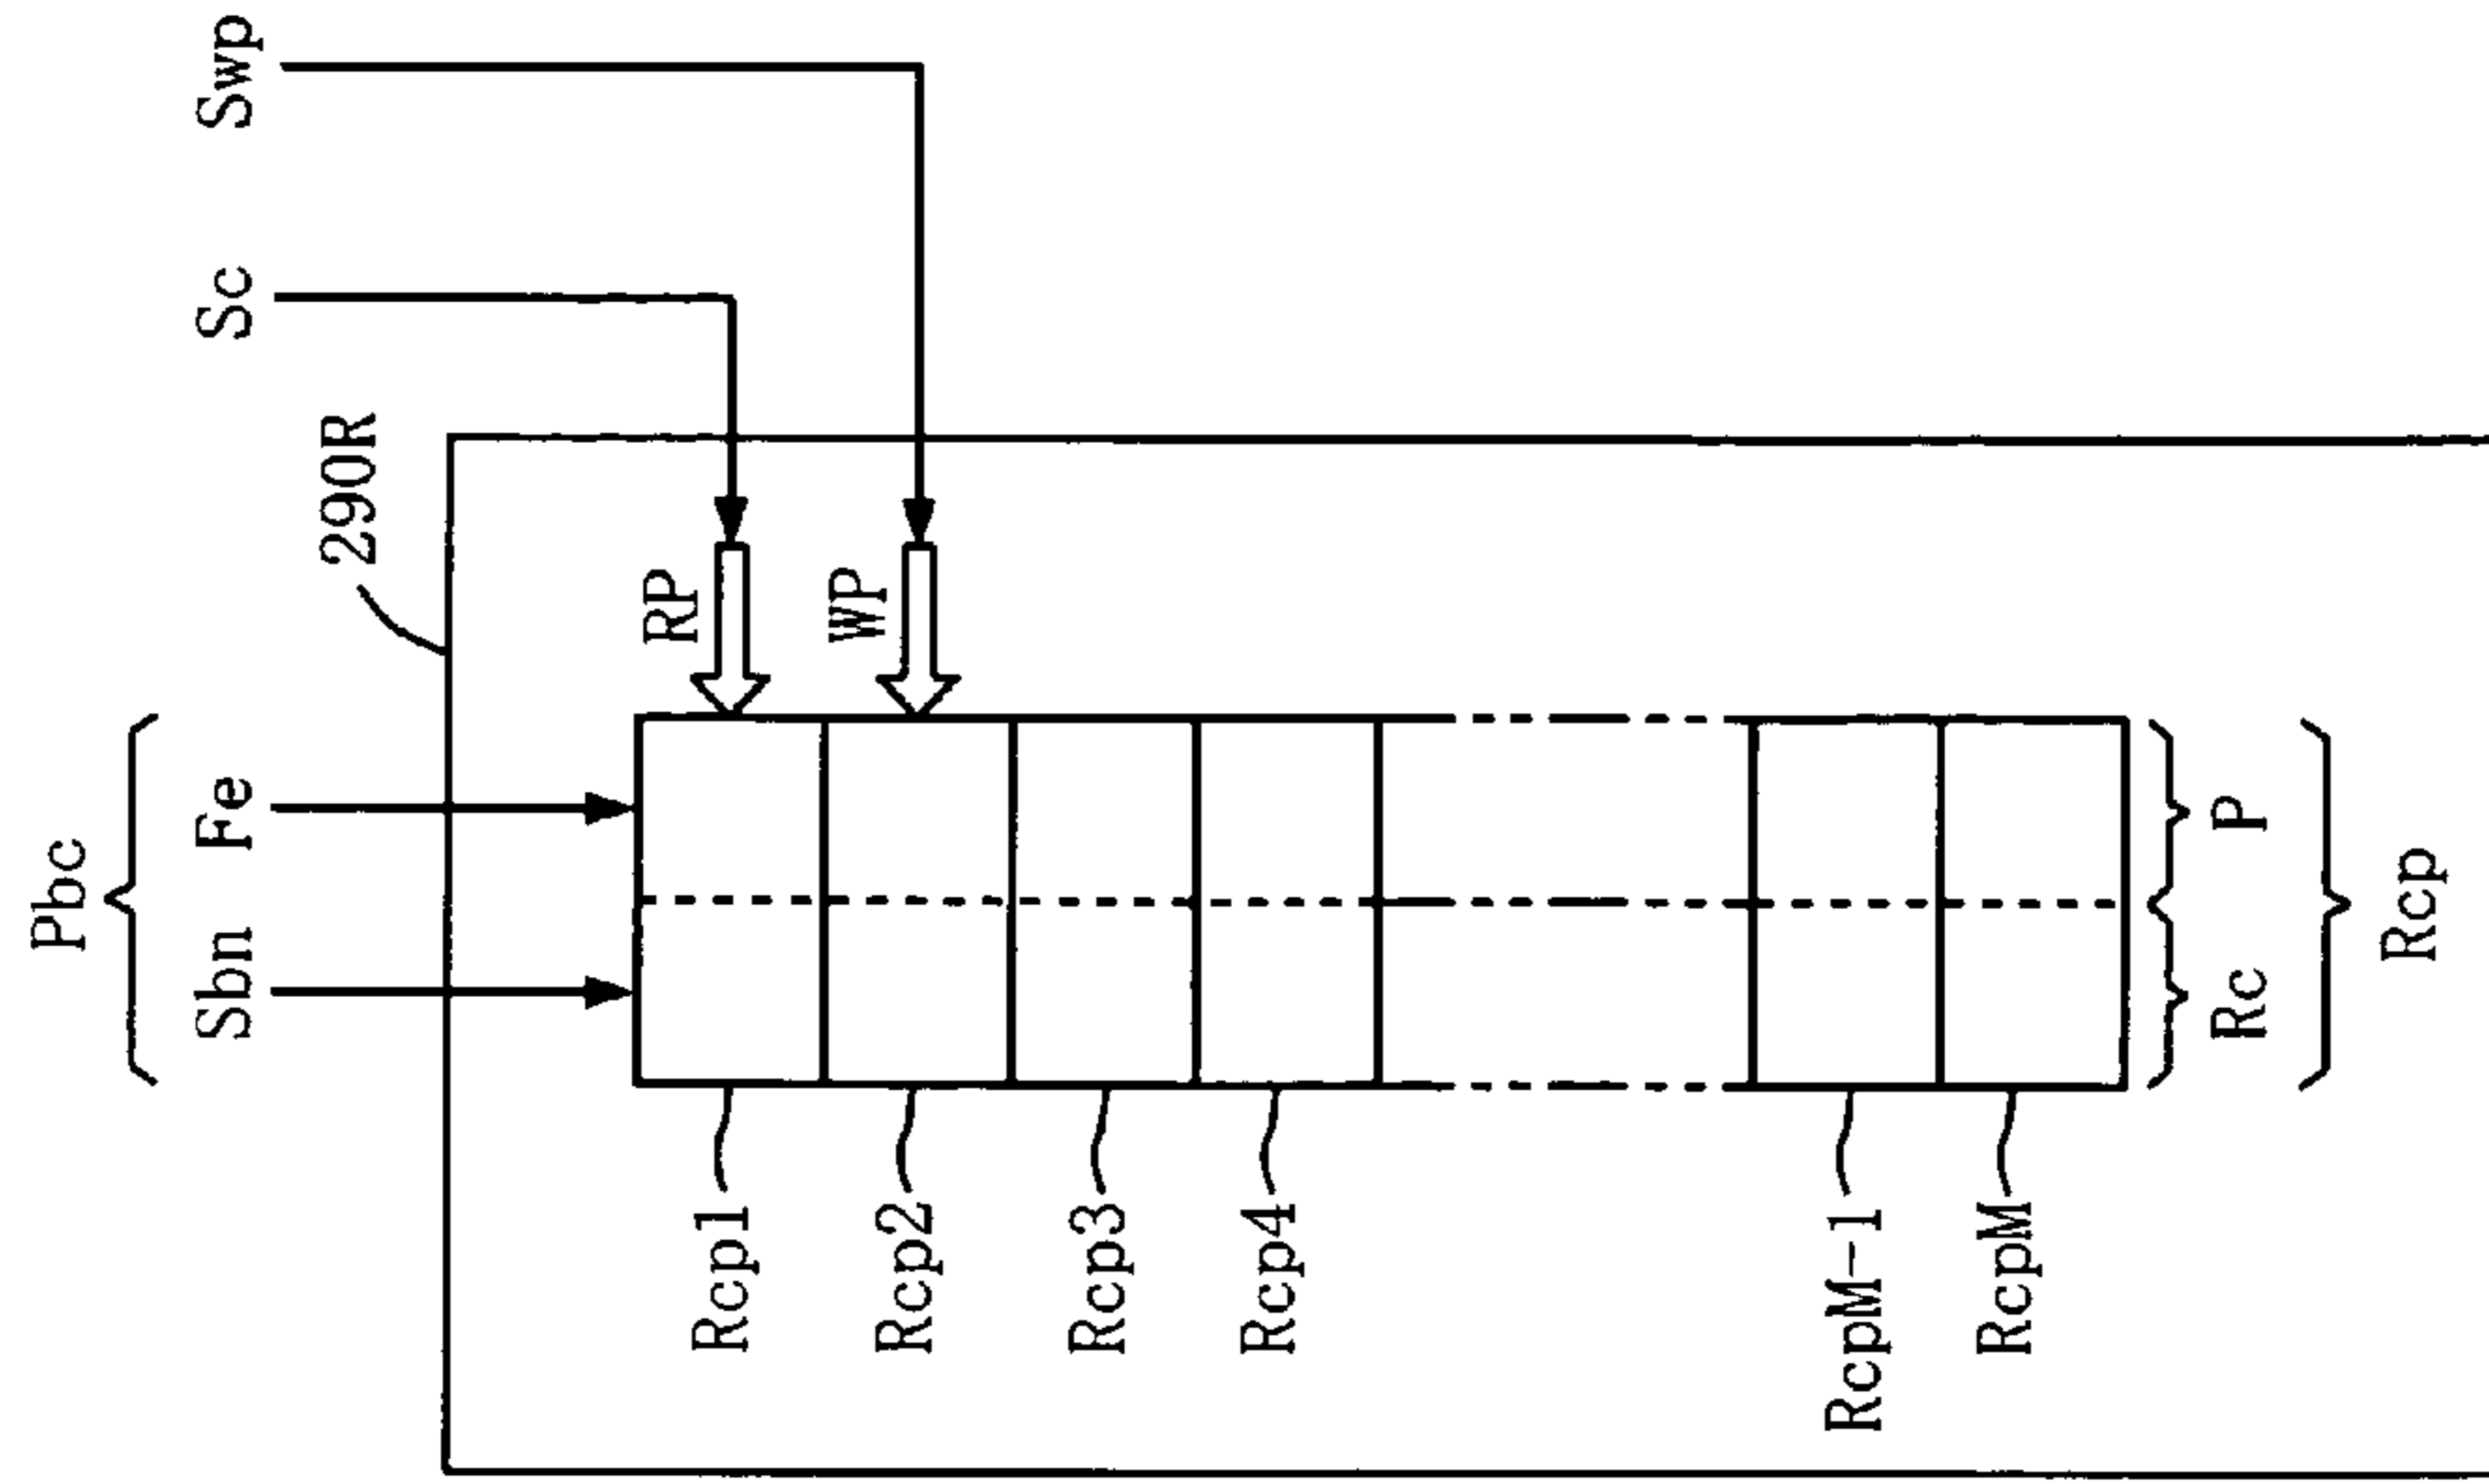 Pbc
Sbn
Fe
Sc
Swp
290R
Rcp1
RP
Rcp2
WP
Rcp3
Rcp4
RcpM-1
RcpM
Rc
P
Rcp